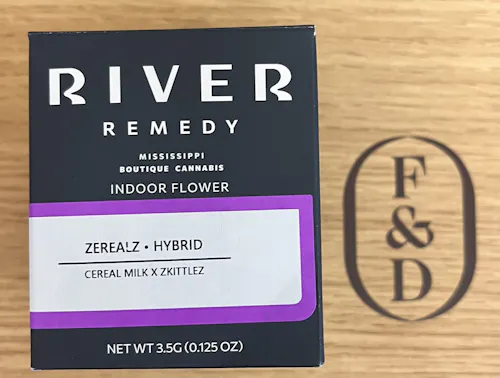 RIVER
REMEDY
MISSISSIPPI
BOUTIQUE CANNABIS
INDOOR FLOWER
ZEREALZ • HYBRID
CEREAL MILK X ZKITTLEZ
NET WT 3.5G (0.125 OZ)
F
&
D